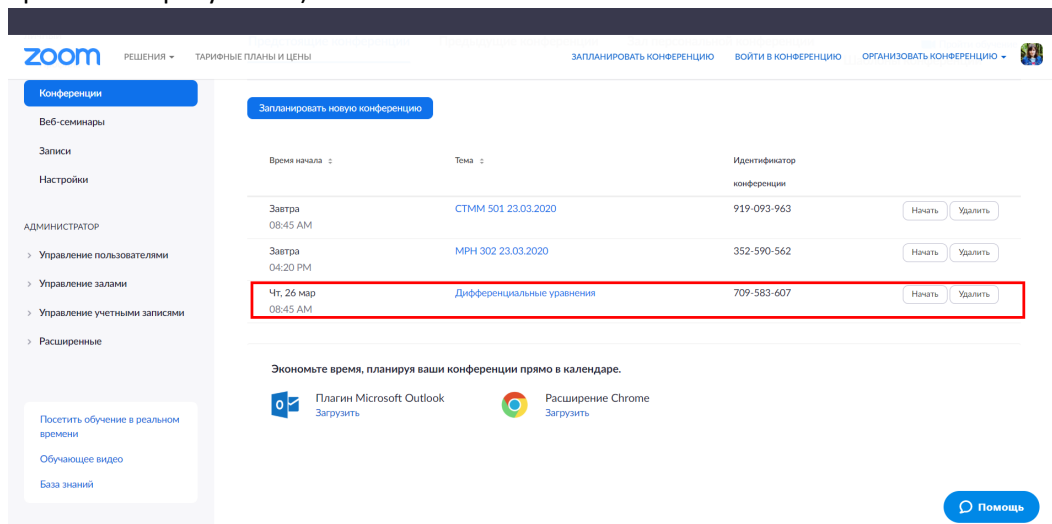 zoom РЕШЕНИЯ ТАРИФНЫЕ ПЛАНЫ И ЦЕНЫ ЗАПЛАНИРОВАТЬ КОНФЕРЕНЦИЮ ВОЙТИ В КОНФЕРЕНЦИЮ ОРГАНИЗОВАТЬ КОНФЕРЕНЦИЮ
Конференции
Веб-семинары
Записи
Настройки
АДМИНИСТРАТОР
Управление пользователями
Управление залами
Управление учетными записями
Расширенные
Посетить обучение в реальном
времени
Обучающее видео
База знаний
Запланировать новую конференцию
Время начала Тема Идентификатор
конференции
Завтра СТММ 501 23.03.2020 919-093-963 Начать Удалить
08:45 AM
Завтра МРН 302 23.03.2020 352-590-562 Начать Удалить
04:20 PM
Чт, 26 мар Дифференциальные уравнения 709-583-607 Начать Удалить
08:45 AM
Экономьте время, планируя ваши конференции прямо в календаре.
Плагин Microsoft Outlook Расширение Chrome
Загрузить Загрузить
Помощь